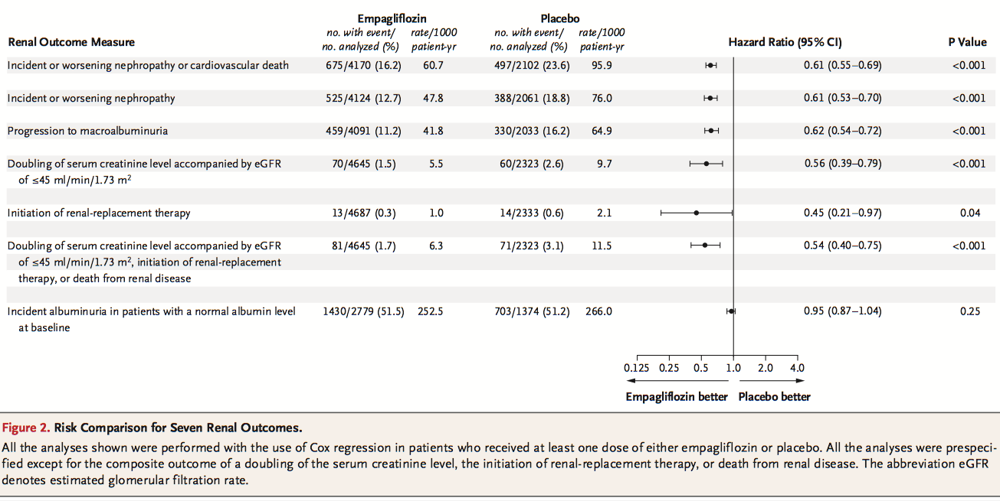 Empagliflozin Placebo
Renal Outcome Measure no. with event/ no. analyzed (%) rate/1000 patient-yr no. with event/ no. analyzed (%) rate/1000 patient-yr Hazard Ratio (95% CI) P Value
Incident or worsening nephropathy or cardiovascular death 675/4170 (16.2) 60.7 497/2102 (23.6) 95.9 0.61 (0.55–0.69) <0.001
Incident or worsening nephropathy 525/4124 (12.7) 47.8 388/2061 (18.8) 76.0 0.61 (0.53–0.70) <0.001
Progression to macroalbuminuria 459/4091 (11.2) 41.8 330/2033 (16.2) 64.9 0.62 (0.54–0.72) <0.001
Doubling of serum creatinine level accompanied by eGFR 70/4645 (1.5) 5.5 60/2323 (2.6) 9.7 0.56 (0.39–0.79) <0.001
of ≤45 ml/min/1.73 m²
Initiation of renal-replacement therapy 13/4687 (0.3) 1.0 14/2333 (0.6) 2.1 0.45 (0.21–0.97) 0.04
Doubling of serum creatinine level accompanied by eGFR 81/4645 (1.7) 6.3 71/2323 (3.1) 11.5 0.54 (0.40–0.75) <0.001
of ≤45 ml/min/1.73 m², initiation of renal-replacement
therapy, or death from renal disease
Incident albuminuria in patients with a normal albumin level 1430/2779 (51.5) 252.5 703/1374 (51.2) 266.0 0.95 (0.87–1.04) 0.25
at baseline
0.125 0.25 0.5 1.0 2.0 4.0
Empagliflozin better Placebo better
Figure 2. Risk Comparison for Seven Renal Outcomes.
All the analyses shown were performed with the use of Cox regression in patients who received at least one dose of either empagliflozin or placebo. All the analyses were prespeci-
fied except for the composite outcome of a doubling of the serum creatinine level, the initiation of renal-replacement therapy, or death from renal disease. The abbreviation eGFR
denotes estimated glomerular filtration rate.